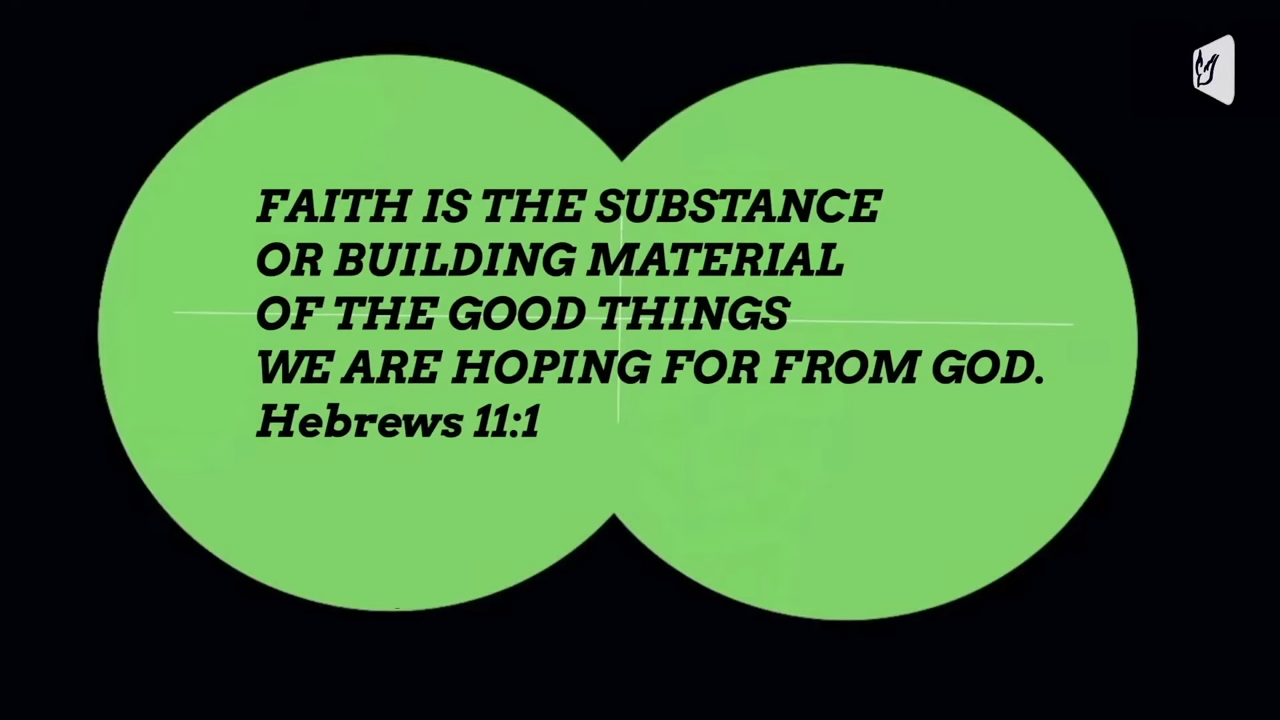 FAITH IS THE SUBSTANCE
OR BUILDING MATERIAL
OF THE GOOD THINGS
WE ARE HOPING FOR FROM GOD.
Hebrews 11:1